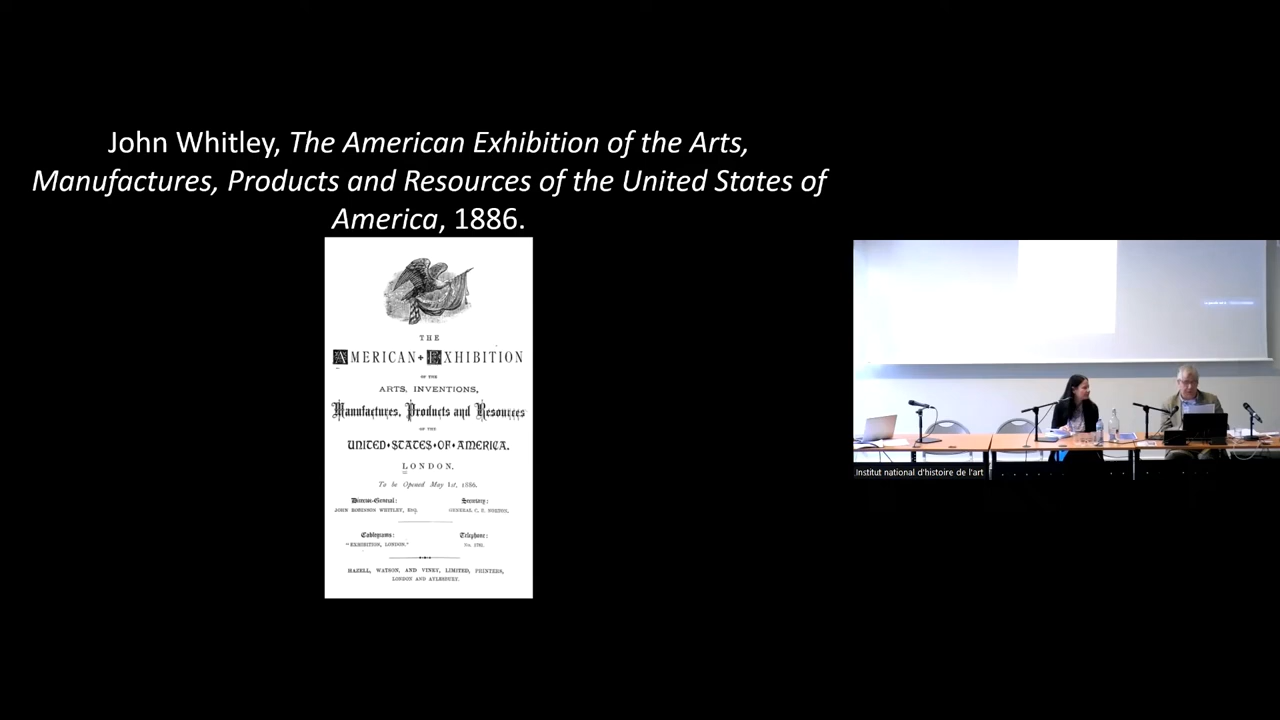 John Whitley, The American Exhibition of the Arts,
Manufactures, Products and Resources of the United States of
America, 1886.
THE
AMERICAN EXHIBITION
OF THE
ARTS, INVENTIONS,
Manufactures, Products and Resources
OF THE
UNITED STATES OF AMERICA.
LONDON,
To be Opened May 1st, 1886.
Director-General:
JOHN ROBINSON WHITLEY, ESQ.
Secretary:
GENERAL C. E. NORTON,
Cablegrams:
"EXHIBITION, LONDON."
Telephone:
HAZELL, WATSON, AND VINEY, LIMITED, PRINTERS,
LONDON AND AYLESBURY.
Institut national d'histoire de l'art